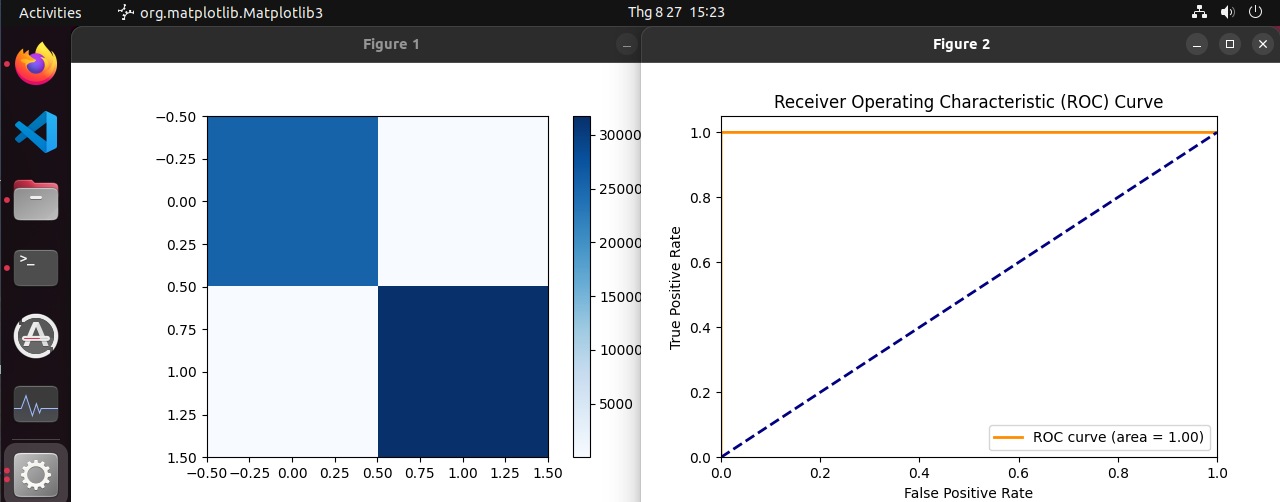 Activities org.matplotlib.Matplotlib3 Thg 8 27 15:23
Figure 1
−0.50
−0.25
0.00
0.25
0.50
0.75
1.00
1.25
1.50
−0.50 −0.25 0.00 0.25 0.50 0.75 1.00 1.25 1.50
30000
25000
20000
15000
10000
5000
Figure 2
Receiver Operating Characteristic (ROC) Curve
True Positive Rate
1.0
0.8
0.6
0.4
0.2
0.0
ROC curve (area = 1.00)
0.0 0.2 0.4 0.6 0.8 1.0
False Positive Rate